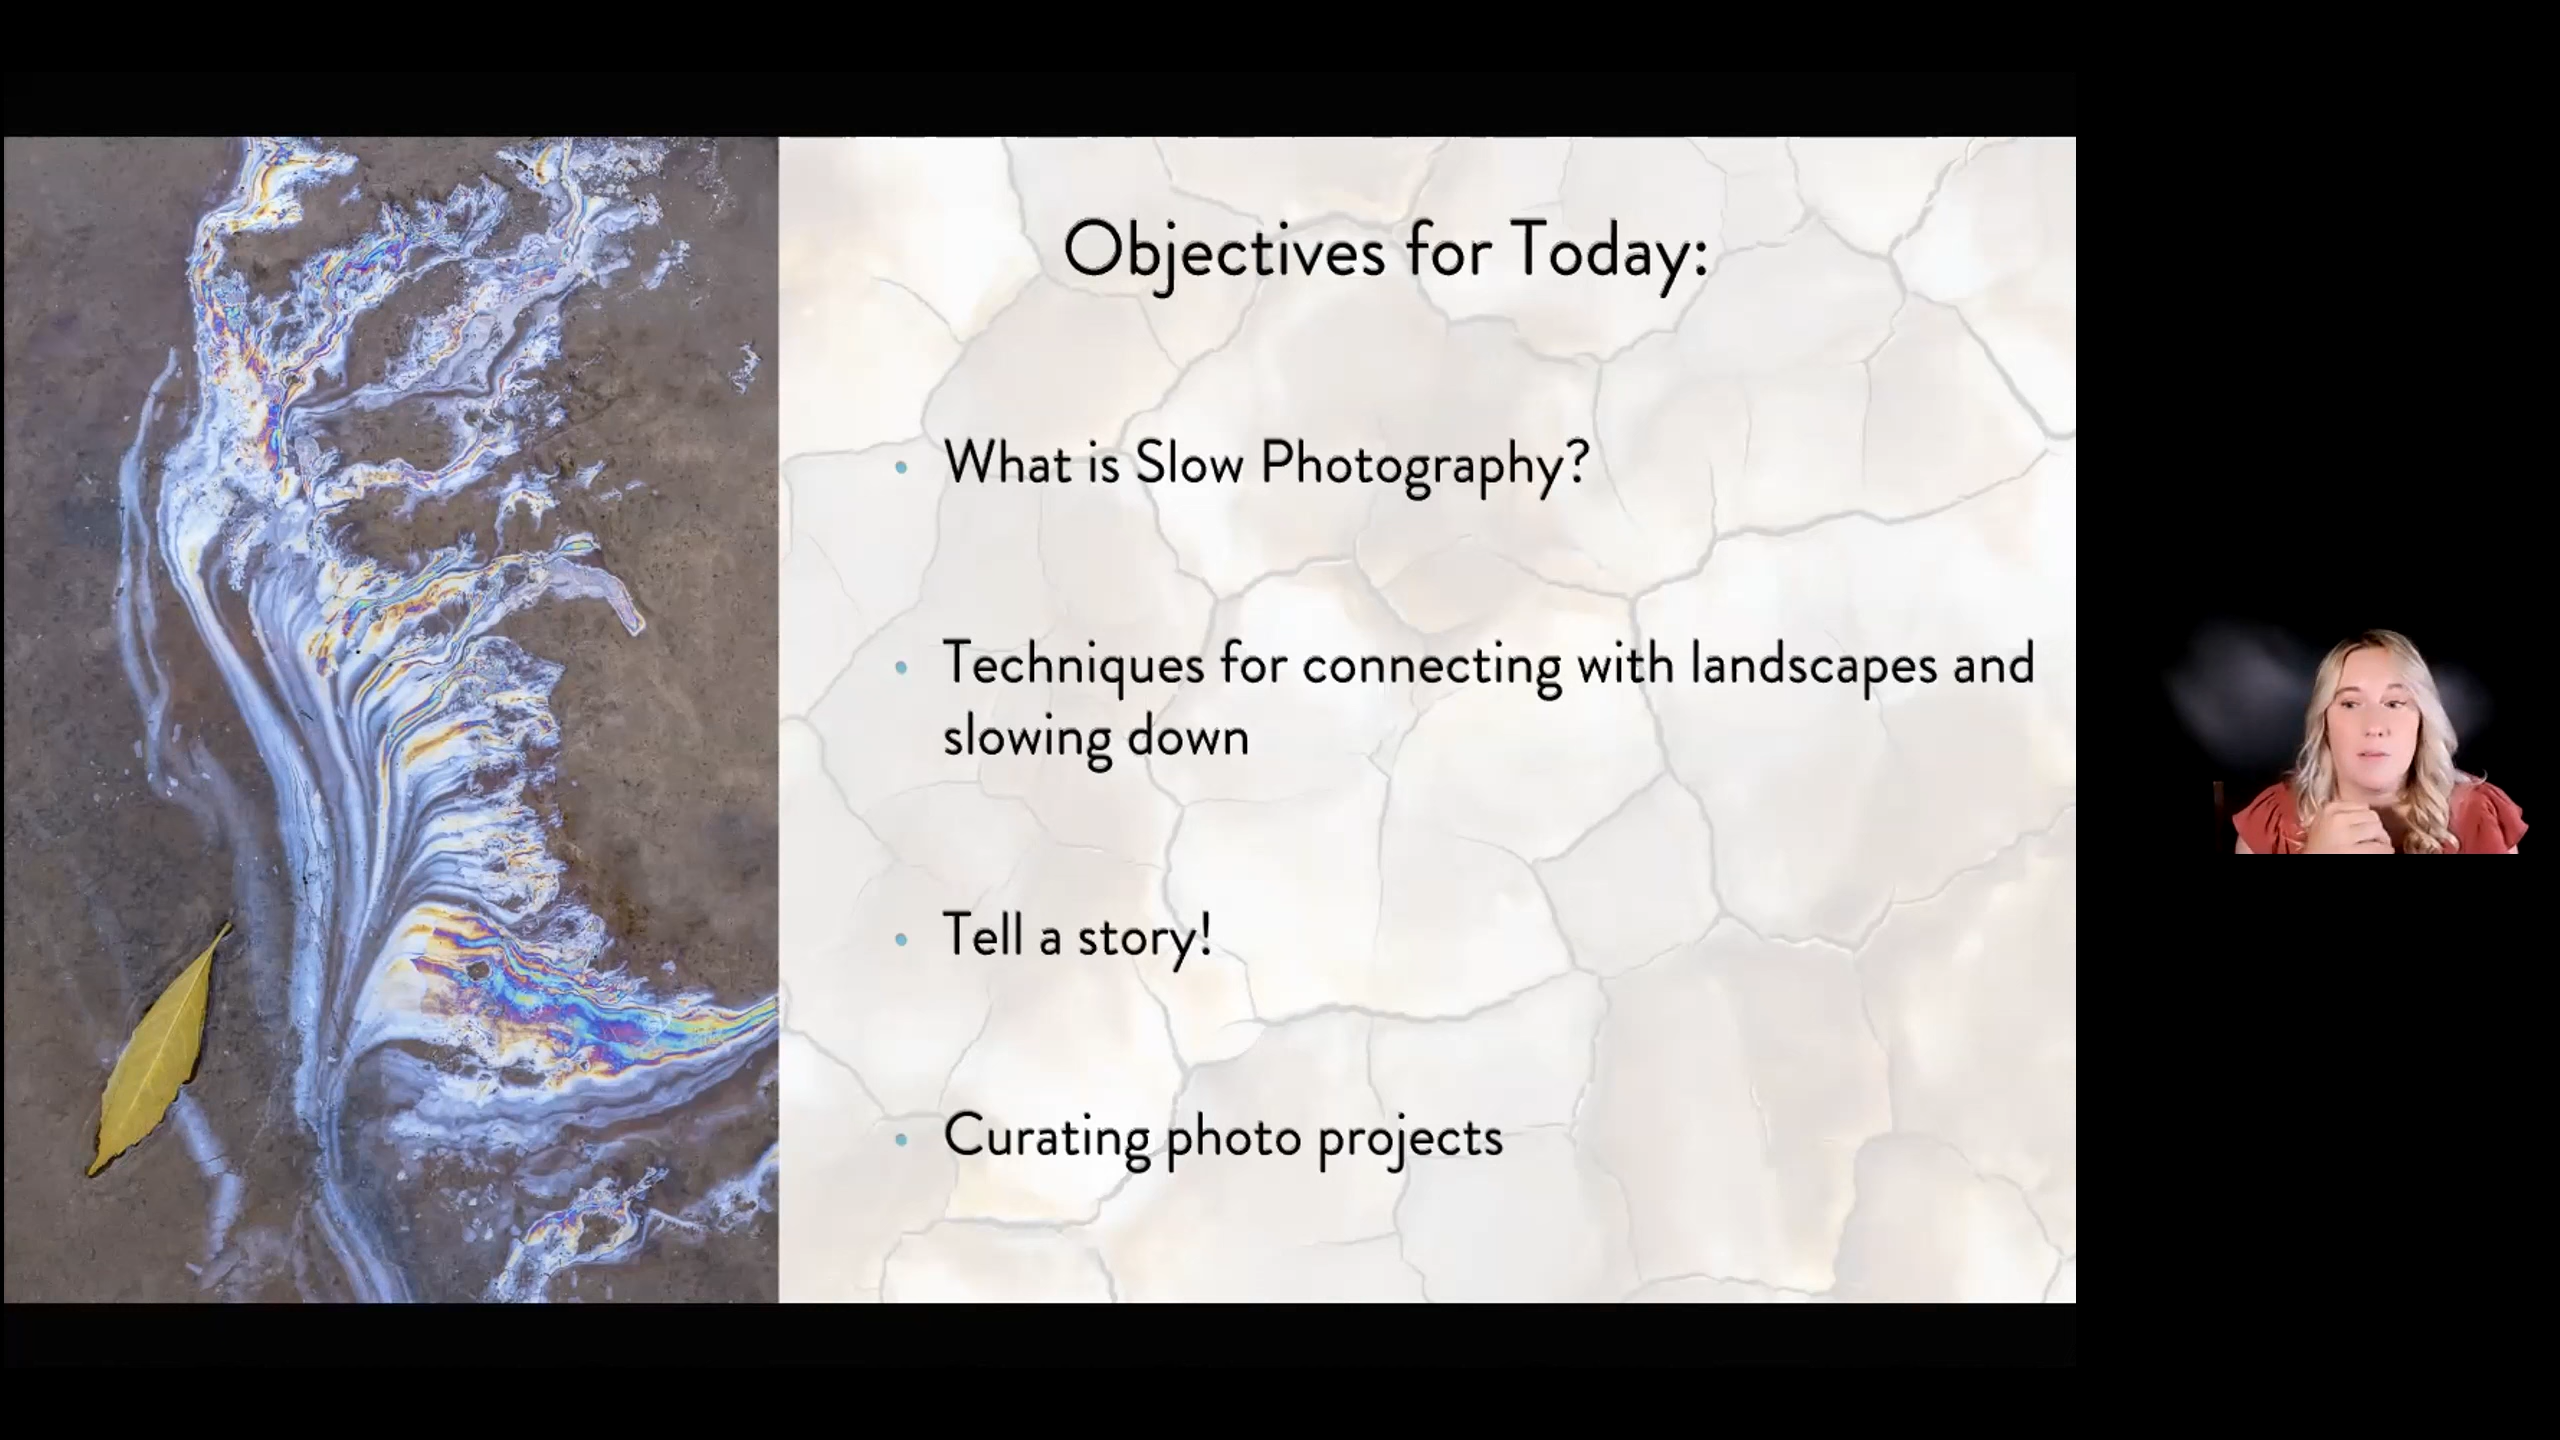 Objectives for Today:
• What is Slow Photography?
• Techniques for connecting with landscapes and
slowing down
• Tell a story!
• Curating photo projects